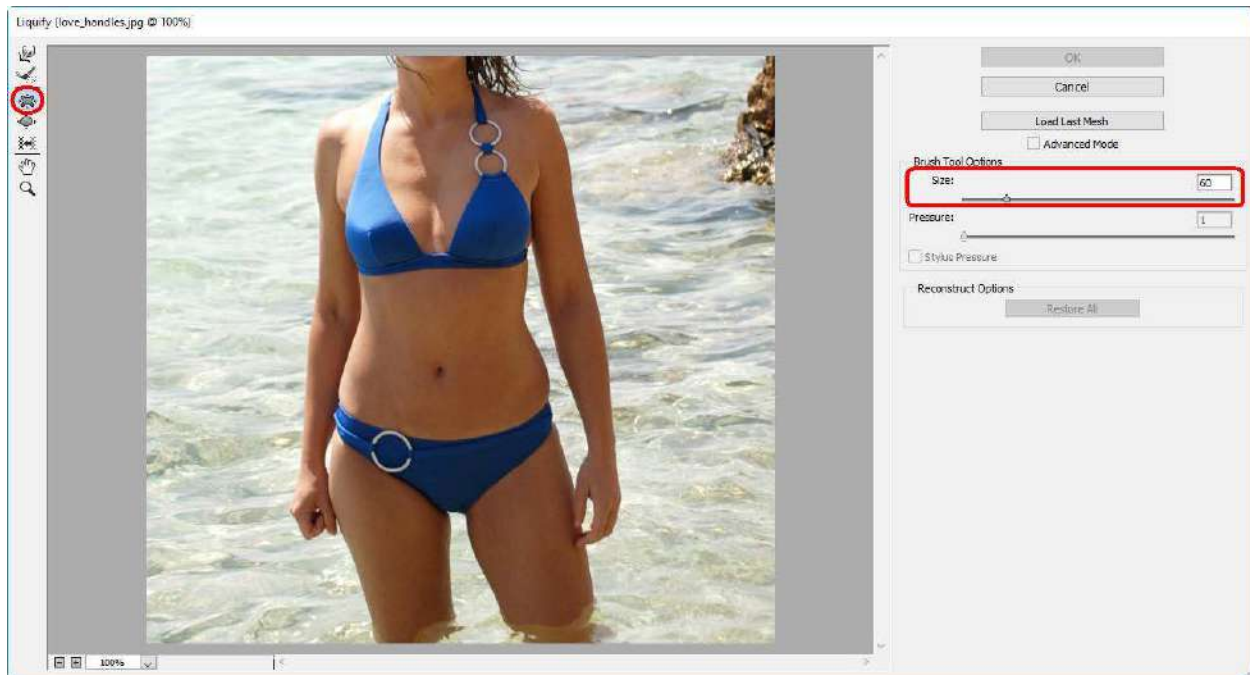 Liquify (love_handles.jpg @ 100%)
OK
Cancel
Load Last Mesh
Advanced Mode
Brush Tool Options
Size:
60
Pressure:
1
Stylus Pressure
Reconstruct Options
Restore All
100%